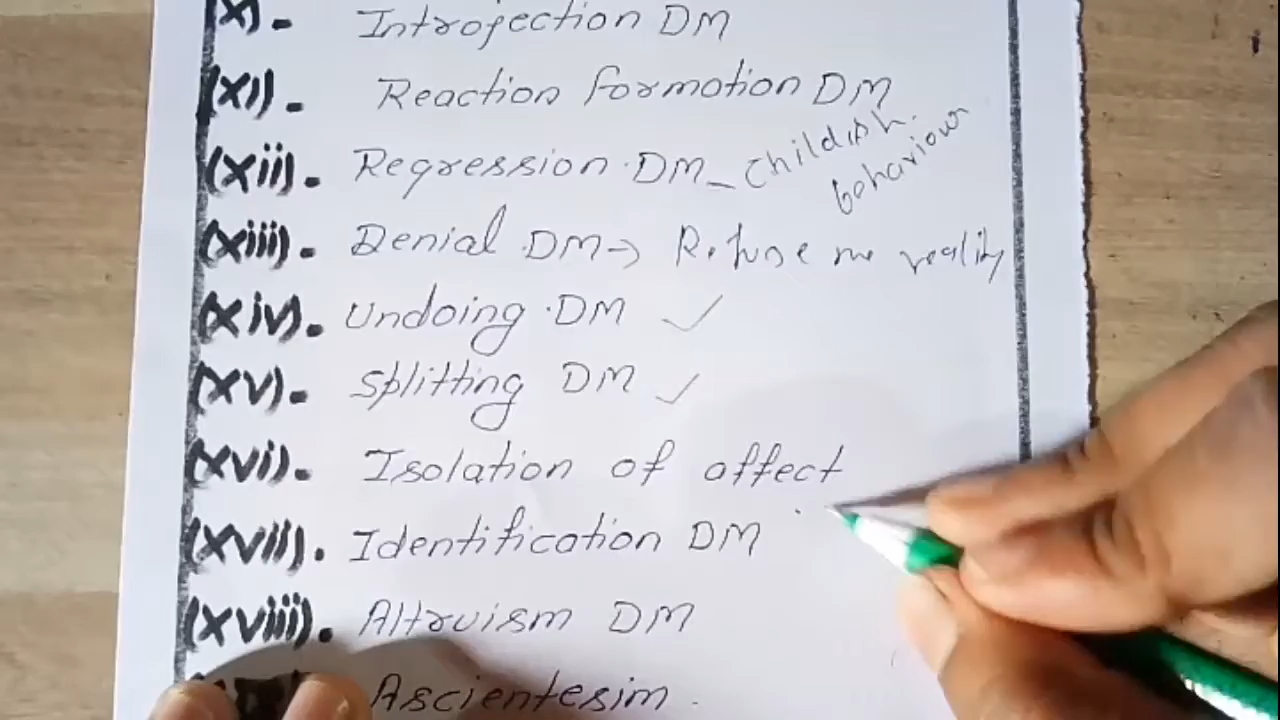 (x). Introjection DM
(xi). Reaction formation DM
(xii). Regression DM - childish behaviour
(xiii). Denial DM → Refuse reality
(xiv). Undoing DM ✓
(xv). Splitting DM ✓
(xvi). Isolation of affect
(xvii). Identification DM
(xviii). Altruism DM
Ascientesim